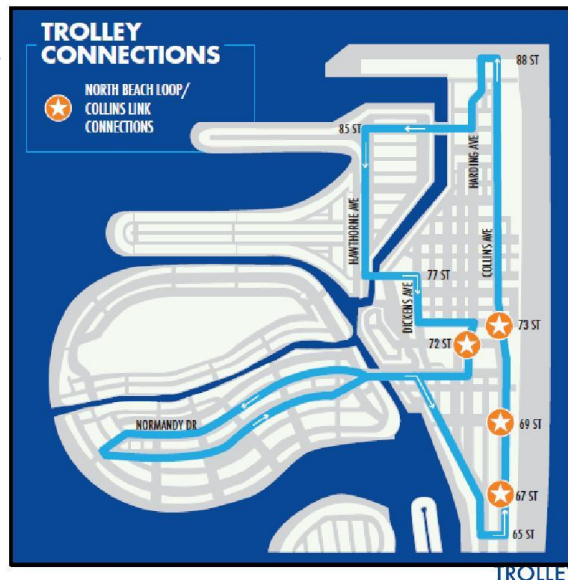 TROLLEY
CONNECTIONS
NORTH BEACH LOOP/
COLLINS LINK
CONNECTIONS
88 ST
85 ST
HARDING AVE
HAWTHORNE AVE
COLLINS AVE
77 ST
DICKENS AVE
73 ST
72 ST
NORMANDY DR
69 ST
67 ST
65 ST
TROLLE